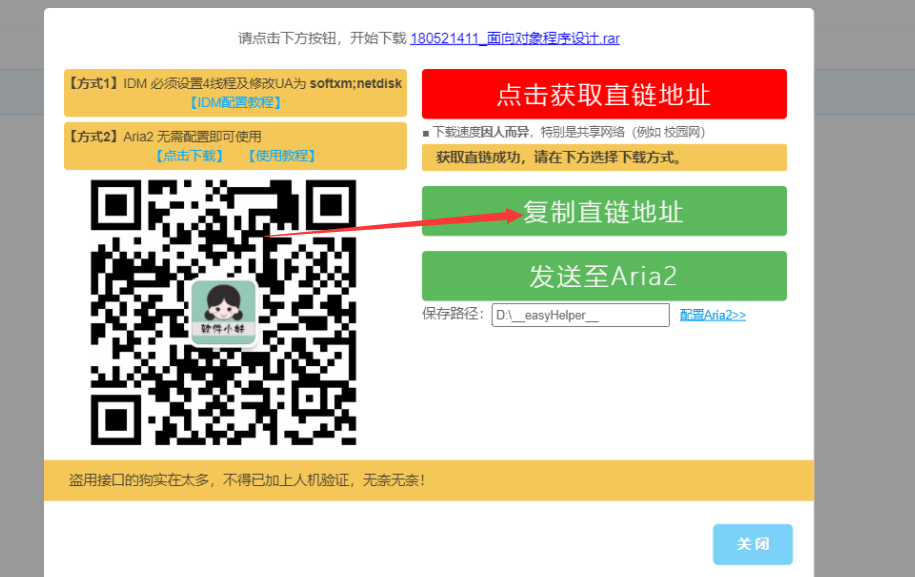 请点击下方按钮，开始下载 180521411_面向对象程序设计.rar
【方式1】IDM 必须设置4线程及修改UA为 softxm;netdisk
【IDM配置教程】
【方式2】Aria2 无需配置即可使用
【点击下载】 【使用教程】
软件小妹
点击获取直链地址
■ 下载速度因人而异，特别是共享网络（例如 校园网）
获取直链成功，请在下方选择下载方式。
复制直链地址
发送至Aria2
保存路径： D:\__easyHelper__ 配置Aria2>>
盗用接口的狗实在太多，不得已加上人机验证，无奈无奈！
关闭